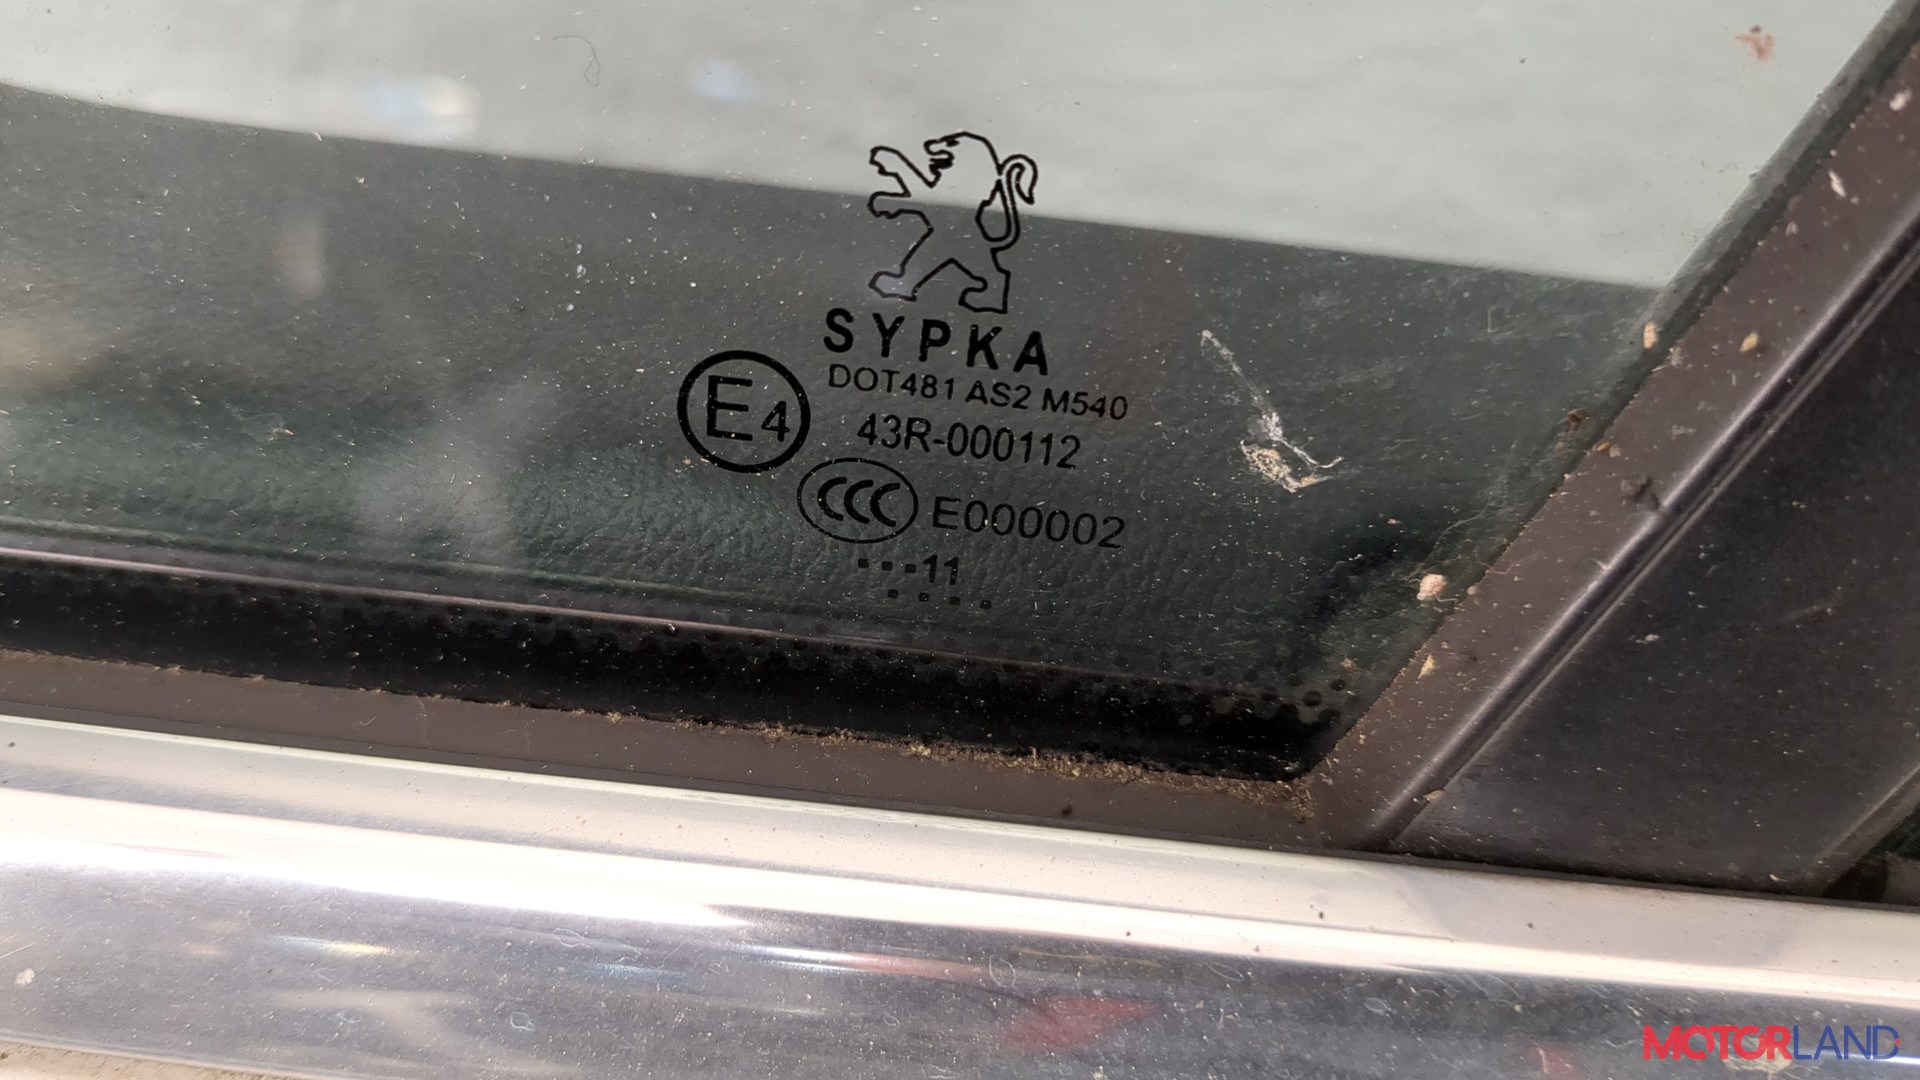 SYPKA
DOT481 AS2 M540
E4
43R-000112
CCC E000002
...11
....
MOTORLAND